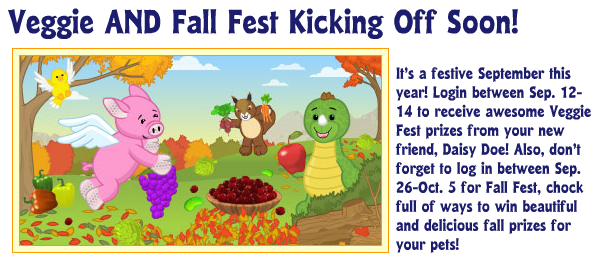 Veggie AND Fall Fest Kicking Off Soon!
It's a festive September this
year! Login between Sep. 12-
14 to receive awesome Veggie
Fest prizes from your new
friend, Daisy Doe! Also, don't
forget to log in between Sep.
26-Oct. 5 for Fall Fest, chock
full of ways to win beautiful
and delicious fall prizes for
your pets!